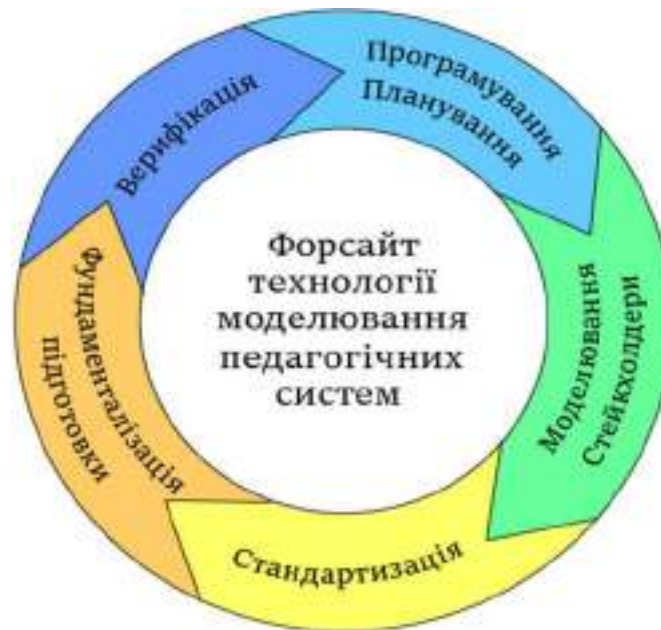 Форсайт
технології
моделювання
педагогічних
систем
Програмування
Планування
Моделювання
Стейкхолдери
Стандартизація
Фундаменталізація
підготовки
Верифікація